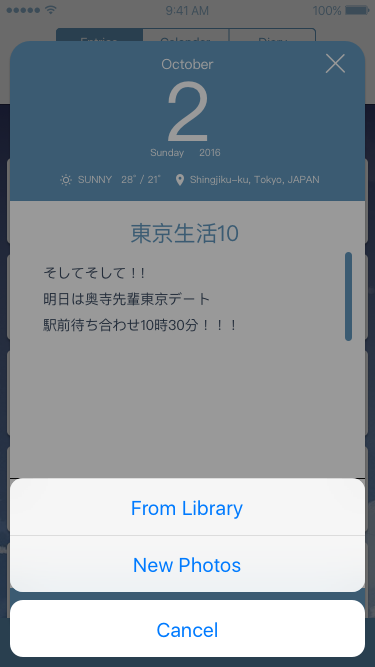 9:41 AM
100%
Entries
Calendar
Diary
October
2
Sunday 2016
SUNNY 28° / 21° Shingjiku-ku, Tokyo, JAPAN
東京生活10
そしてそして！！
明日は奥寺先輩東京デート
駅前待ち合わせ10時30分！！！
From Library
New Photos
Cancel